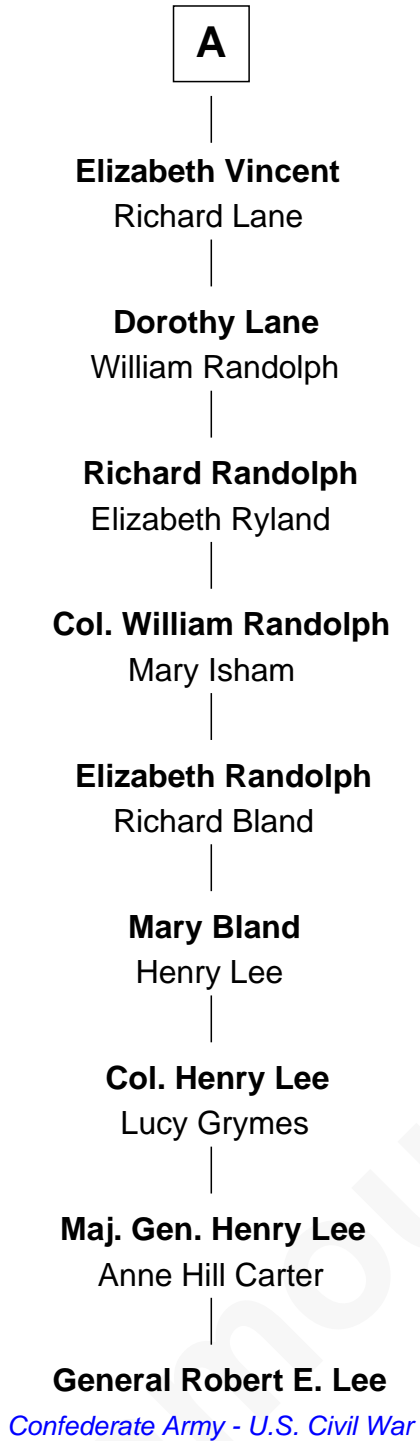 A
Elizabeth Vincent
Richard Lane
Dorothy Lane
William Randolph
Richard Randolph
Elizabeth Ryland
Col. William Randolph
Mary Isham
Elizabeth Randolph
Richard Bland
Mary Bland
Henry Lee
Col. Henry Lee
Lucy Grymes
Maj. Gen. Henry Lee
Anne Hill Carter
General Robert E. Lee
Confederate Army - U.S. Civil War